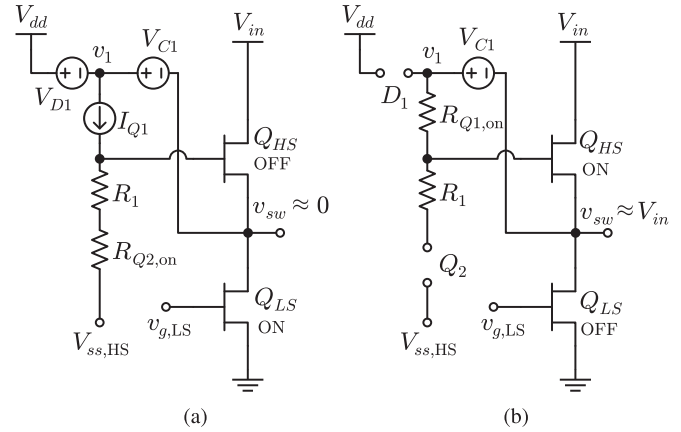 V_dd
V_in
v_1
V_C1
+ −
+ −
V_D1
I_Q1
Q_HS
OFF
R_1
v_sw ≈ 0
R_Q2,on
Q_LS
ON
v_g,LS
V_ss,HS
(a)
V_dd
V_in
v_1
V_C1
+ −
D_1
R_Q1,on
Q_HS
ON
R_1
v_sw ≈ V_in
Q_2
Q_LS
OFF
v_g,LS
V_ss,HS
(b)